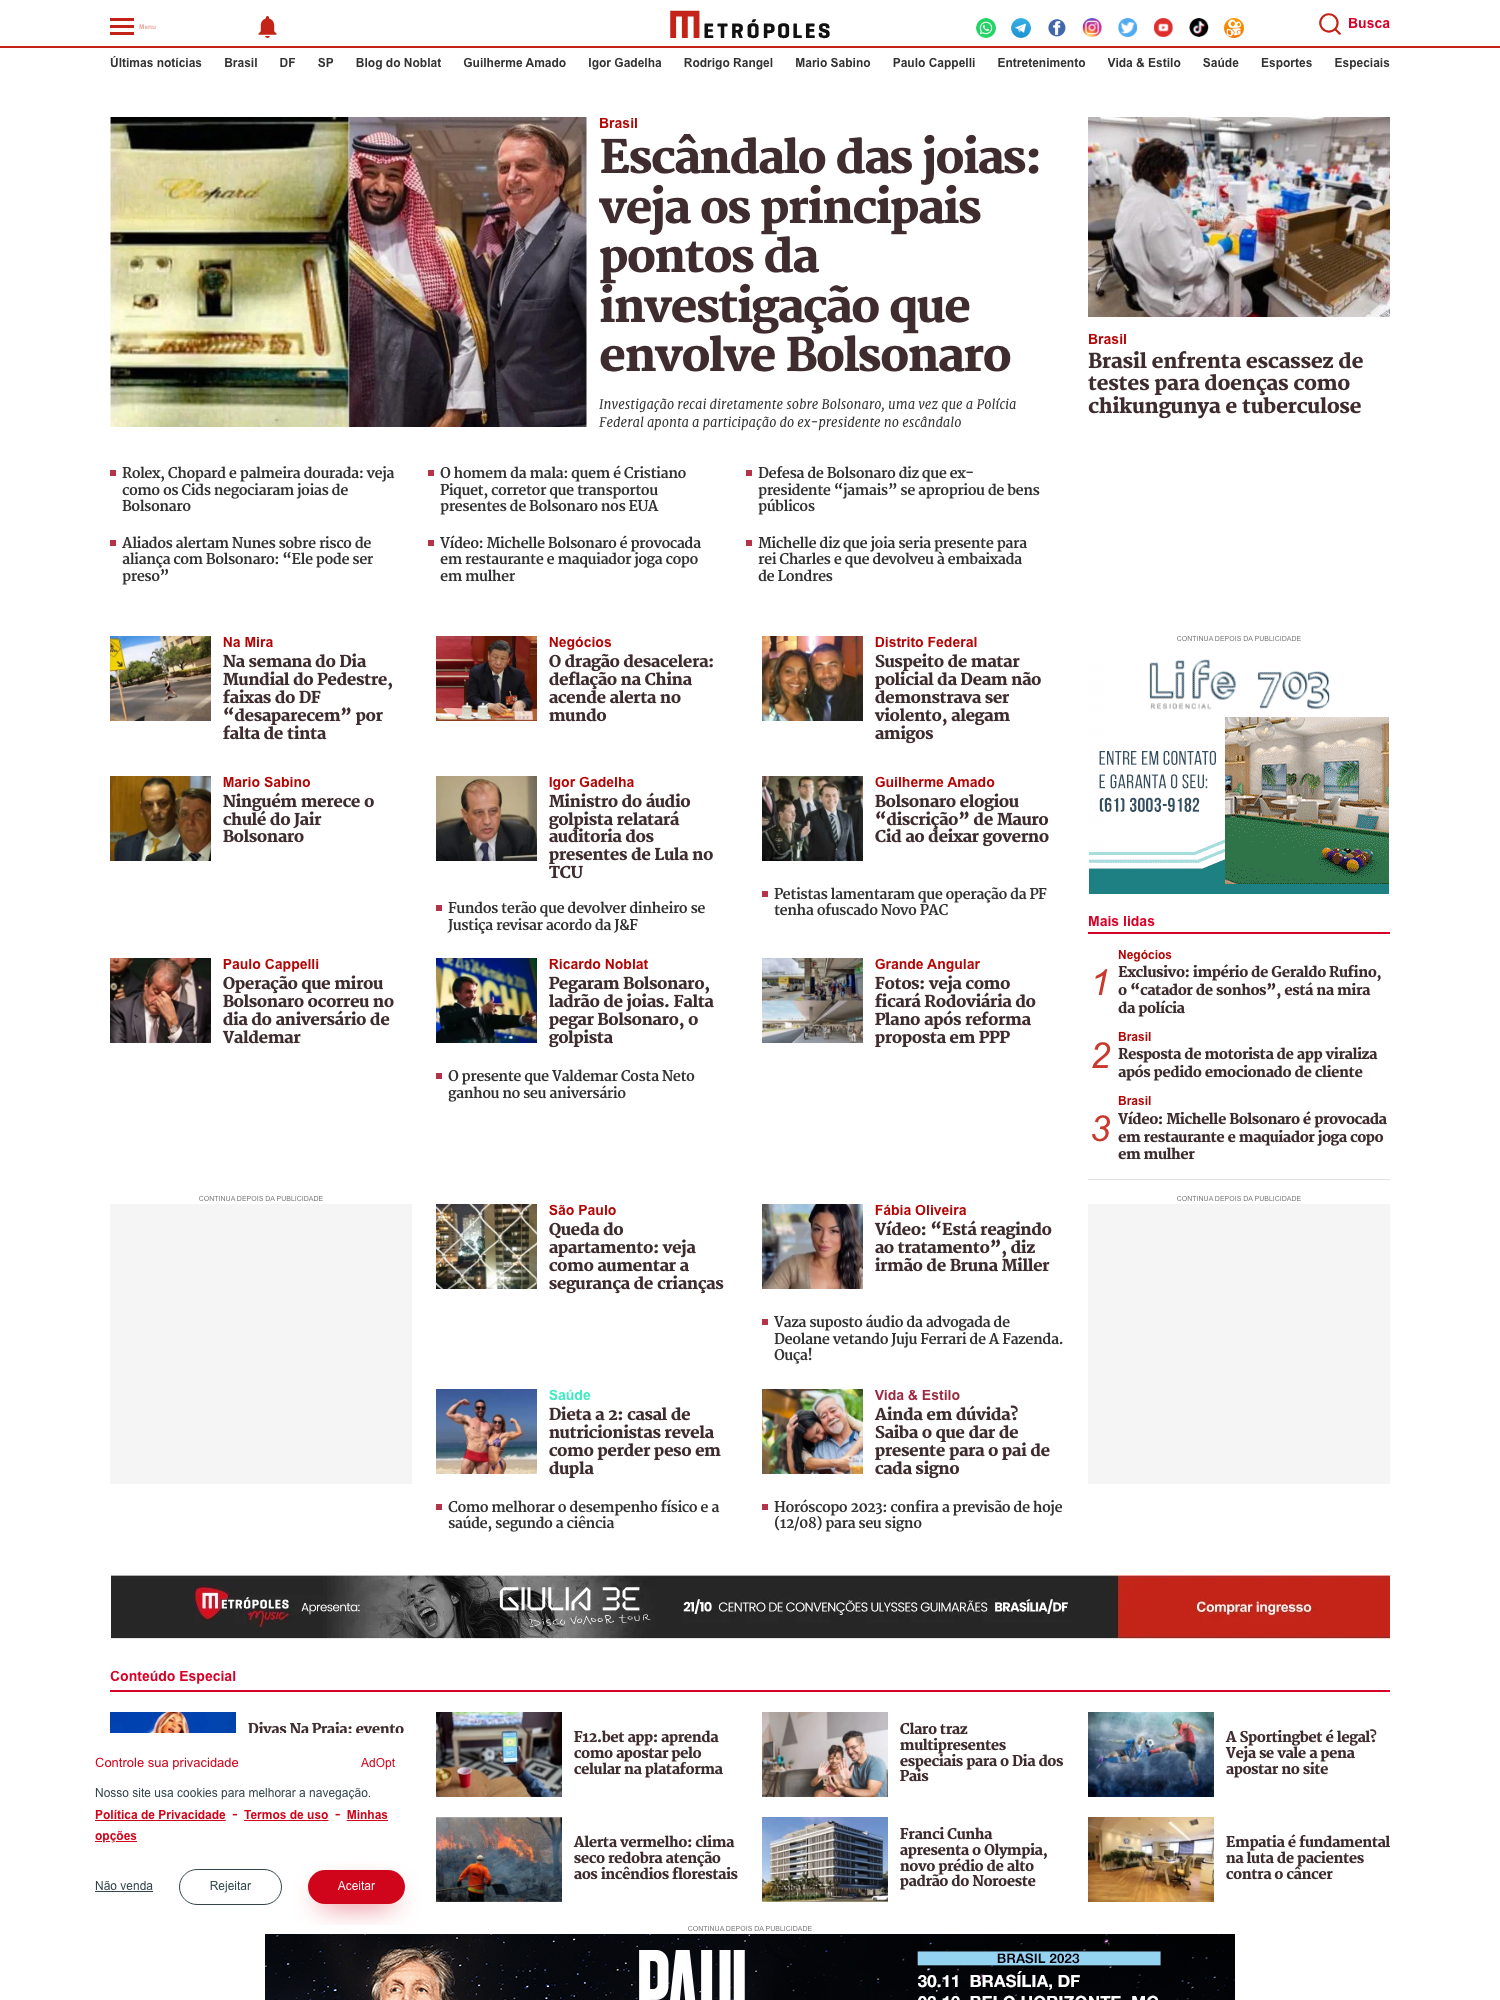 Menu
METRÓPOLES
Busca
Últimas notícias Brasil DF SP Blog do Noblat Guilherme Amado Igor Gadelha Rodrigo Rangel Mario Sabino Paulo Cappelli Entretenimento Vida & Estilo Saúde Esportes Especiais
Chopard
Brasil
Escândalo das joias:
veja os principais
pontos da
investigação que
envolve Bolsonaro
Investigação recai diretamente sobre Bolsonaro, uma vez que a Polícia
Federal aponta a participação do ex-presidente no escândalo
Brasil
Brasil enfrenta escassez de
testes para doenças como
chikungunya e tuberculose
Rolex, Chopard e palmeira dourada: veja
como os Cids negociaram joias de
Bolsonaro
O homem da mala: quem é Cristiano
Piquet, corretor que transportou
presentes de Bolsonaro nos EUA
Defesa de Bolsonaro diz que ex-
presidente “jamais” se apropriou de bens
públicos
Aliados alertam Nunes sobre risco de
aliança com Bolsonaro: “Ele pode ser
preso”
Vídeo: Michelle Bolsonaro é provocada
em restaurante e maquiador joga copo
em mulher
Michelle diz que joia seria presente para
rei Charles e que devolveu à embaixada
de Londres
Na Mira
Na semana do Dia
Mundial do Pedestre,
faixas do DF
“desaparecem” por
falta de tinta
Negócios
O dragão desacelera:
deflação na China
acende alerta no
mundo
Distrito Federal
Suspeito de matar
policial da Deam não
demonstrava ser
violento, alegam
amigos
CONTINUA DEPOIS DA PUBLICIDADE
Life 703
RESIDENCIAL
ENTRE EM CONTATO
E GARANTA O SEU:
(61) 3003-9182
Mario Sabino
Ninguém merece o
chulé do Jair
Bolsonaro
Igor Gadelha
Ministro do áudio
golpista relatará
auditoria dos
presentes de Lula no
TCU
Fundos terão que devolver dinheiro se
Justiça revisar acordo da J&F
Guilherme Amado
Bolsonaro elogiou
“discrição” de Mauro
Cid ao deixar governo
Petistas lamentaram que operação da PF
tenha ofuscado Novo PAC
Paulo Cappelli
Operação que mirou
Bolsonaro ocorreu no
dia do aniversário de
Valdemar
Ricardo Noblat
Pegaram Bolsonaro,
ladrão de joias. Falta
pegar Bolsonaro, o
golpista
O presente que Valdemar Costa Neto
ganhou no seu aniversário
Grande Angular
Fotos: veja como
ficará Rodoviária do
Plano após reforma
proposta em PPP
Mais lidas
1
Negócios
Exclusivo: império de Geraldo Rufino,
o “catador de sonhos”, está na mira
da polícia
2
Brasil
Resposta de motorista de app viraliza
após pedido emocionado de cliente
3
Brasil
Vídeo: Michelle Bolsonaro é provocada
em restaurante e maquiador joga copo
em mulher
CONTINUA DEPOIS DA PUBLICIDADE
São Paulo
Queda do
apartamento: veja
como aumentar a
segurança de crianças
Fábia Oliveira
Vídeo: “Está reagindo
ao tratamento”, diz
irmão de Bruna Miller
Vaza suposto áudio da advogada de
Deolane vetando Juju Ferrari de A Fazenda.
Ouça!
CONTINUA DEPOIS DA PUBLICIDADE
Saúde
Dieta a 2: casal de
nutricionistas revela
como perder peso em
dupla
Como melhorar o desempenho físico e a
saúde, segundo a ciência
Vida & Estilo
Ainda em dúvida?
Saiba o que dar de
presente para o pai de
cada signo
Horóscopo 2023: confira a previsão de hoje
(12/08) para seu signo
METRÓPOLES music Apresenta: GIULIA BE DISCO VOADOR TOUR 21/10 CENTRO DE CONVENÇÕES ULYSSES GUIMARÃES BRASÍLIA/DF Comprar ingresso
Conteúdo Especial
Divas Na Praia: evento
F12.bet app: aprenda
como apostar pelo
celular na plataforma
Claro traz
multipresentes
especiais para o Dia dos
Pais
A Sportingbet é legal?
Veja se vale a pena
apostar no site
Controle sua privacidade AdOpt
Nosso site usa cookies para melhorar a navegação.
Política de Privacidade - Termos de uso - Minhas
opções
Não venda Rejeitar Aceitar
Alerta vermelho: clima
seco redobra atenção
aos incêndios florestais
Franci Cunha
apresenta o Olympia,
novo prédio de alto
padrão do Noroeste
Empatia é fundamental
na luta de pacientes
contra o câncer
CONTINUA DEPOIS DA PUBLICIDADE
PAUL
BRASIL 2023
30.11 BRASÍLIA, DF